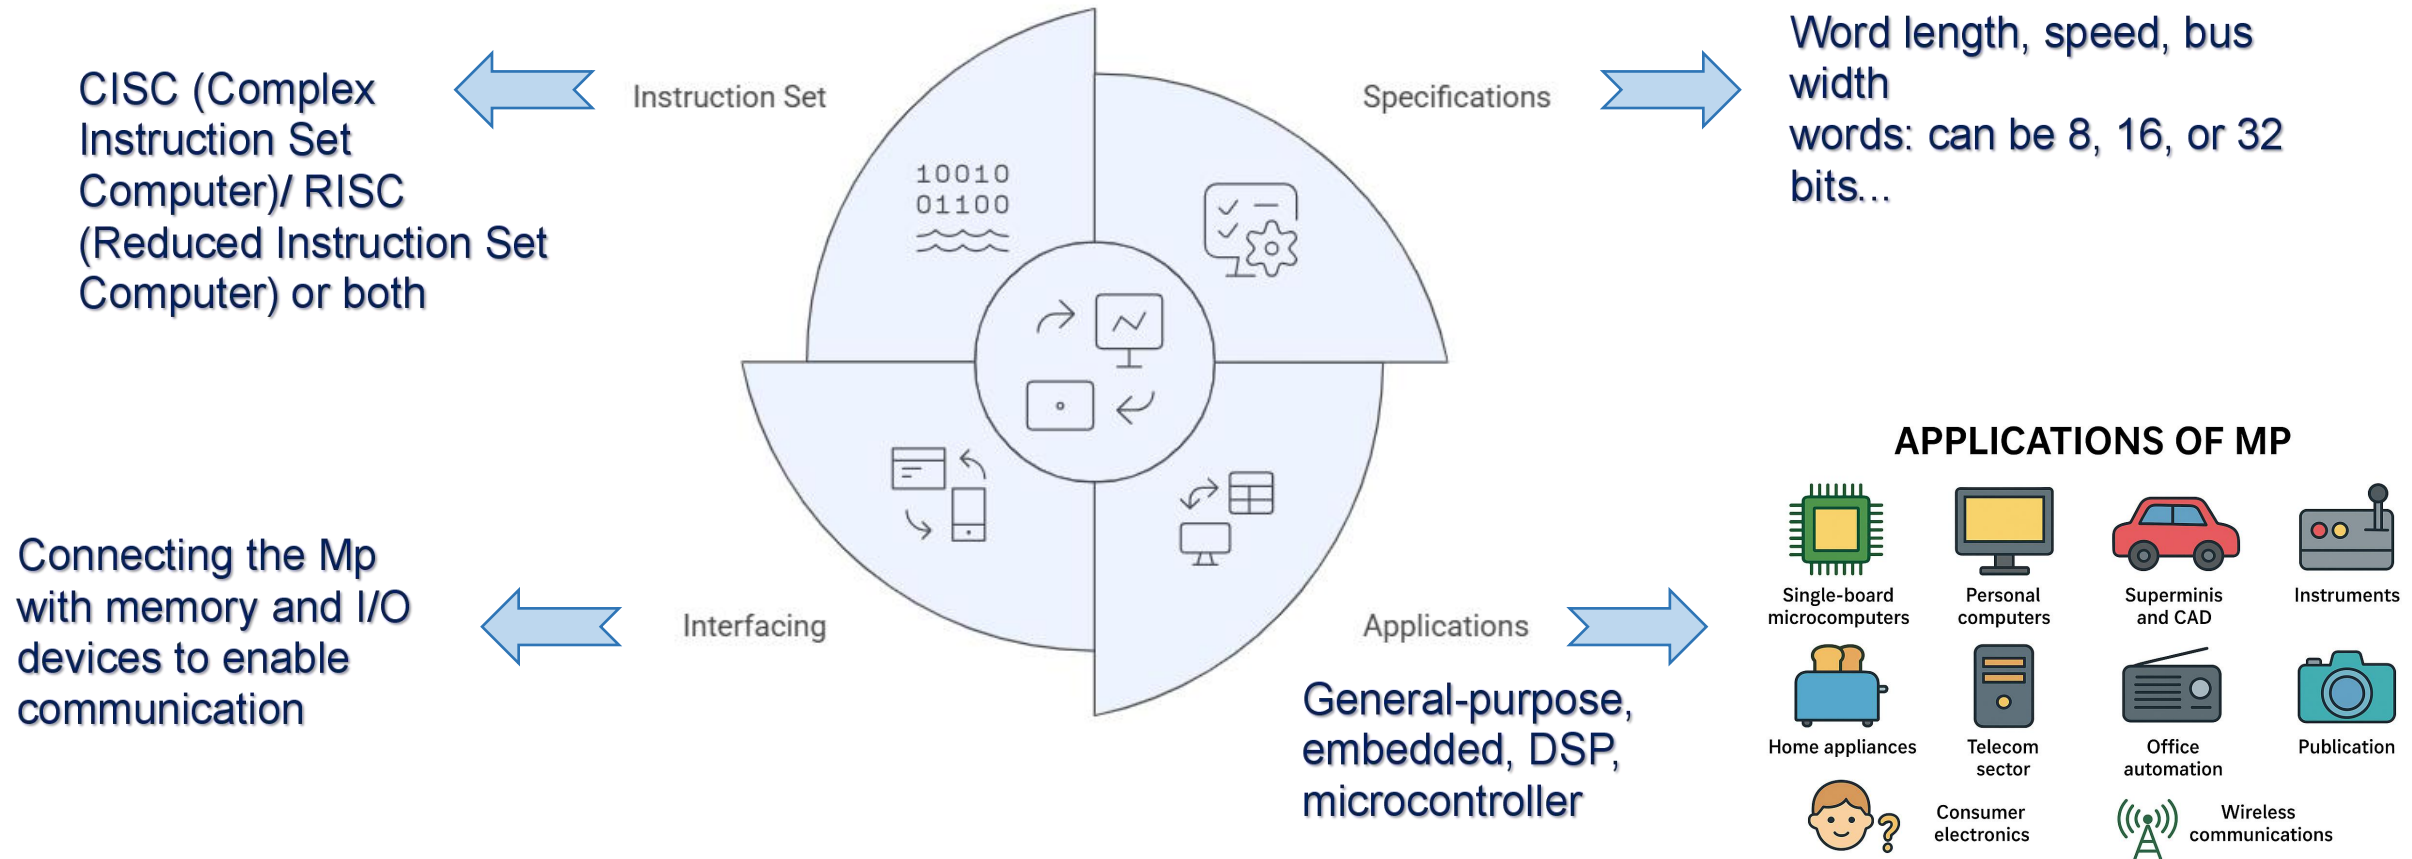 CISC (Complex
Instruction Set
Computer)/ RISC
(Reduced Instruction Set
Computer) or both
Instruction Set
10010
01100
Specifications
Word length, speed, bus
width
words: can be 8, 16, or 32
bits...
Connecting the Mp
with memory and I/O
devices to enable
communication
Interfacing
Applications
General-purpose,
embedded, DSP,
microcontroller
APPLICATIONS OF MP
Single-board
microcomputers
Personal
computers
Superminis
and CAD
Instruments
Home appliances
Telecom
sector
Office
automation
Publication
?
Consumer
electronics
Wireless
communications